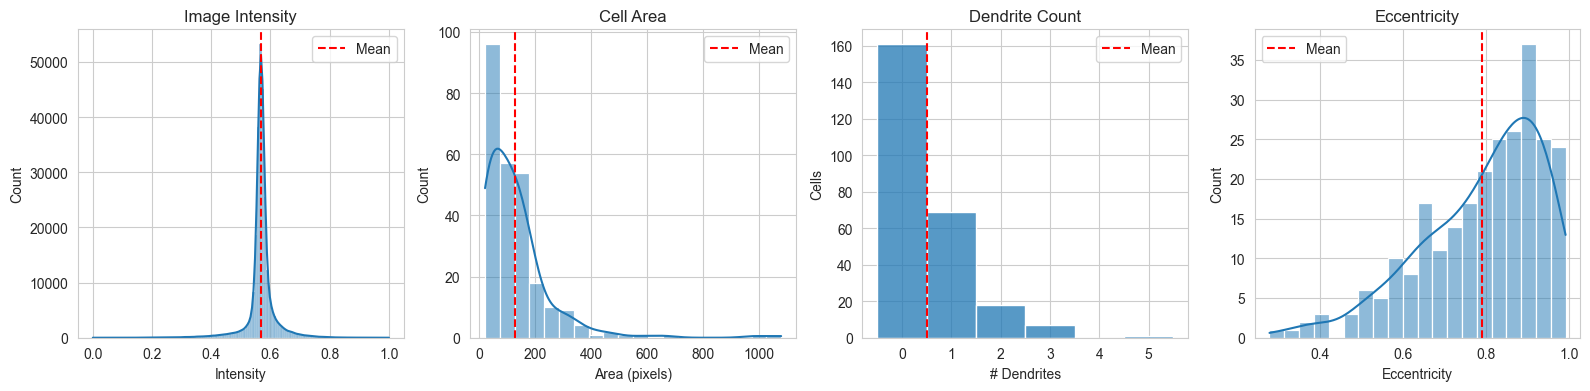 Image Intensity
Mean
50000
40000
30000
20000
10000
0
Count
0.0 0.2 0.4 0.6 0.8 1.0
Intensity
Cell Area
Mean
100
80
60
40
20
0
Count
0 200 400 600 800 1000
Area (pixels)
Dendrite Count
Mean
160
140
120
100
80
60
40
20
0
Cells
0 1 2 3 4 5
# Dendrites
Eccentricity
Mean
35
30
25
20
15
10
5
0
Count
0.4 0.6 0.8 1.0
Eccentricity